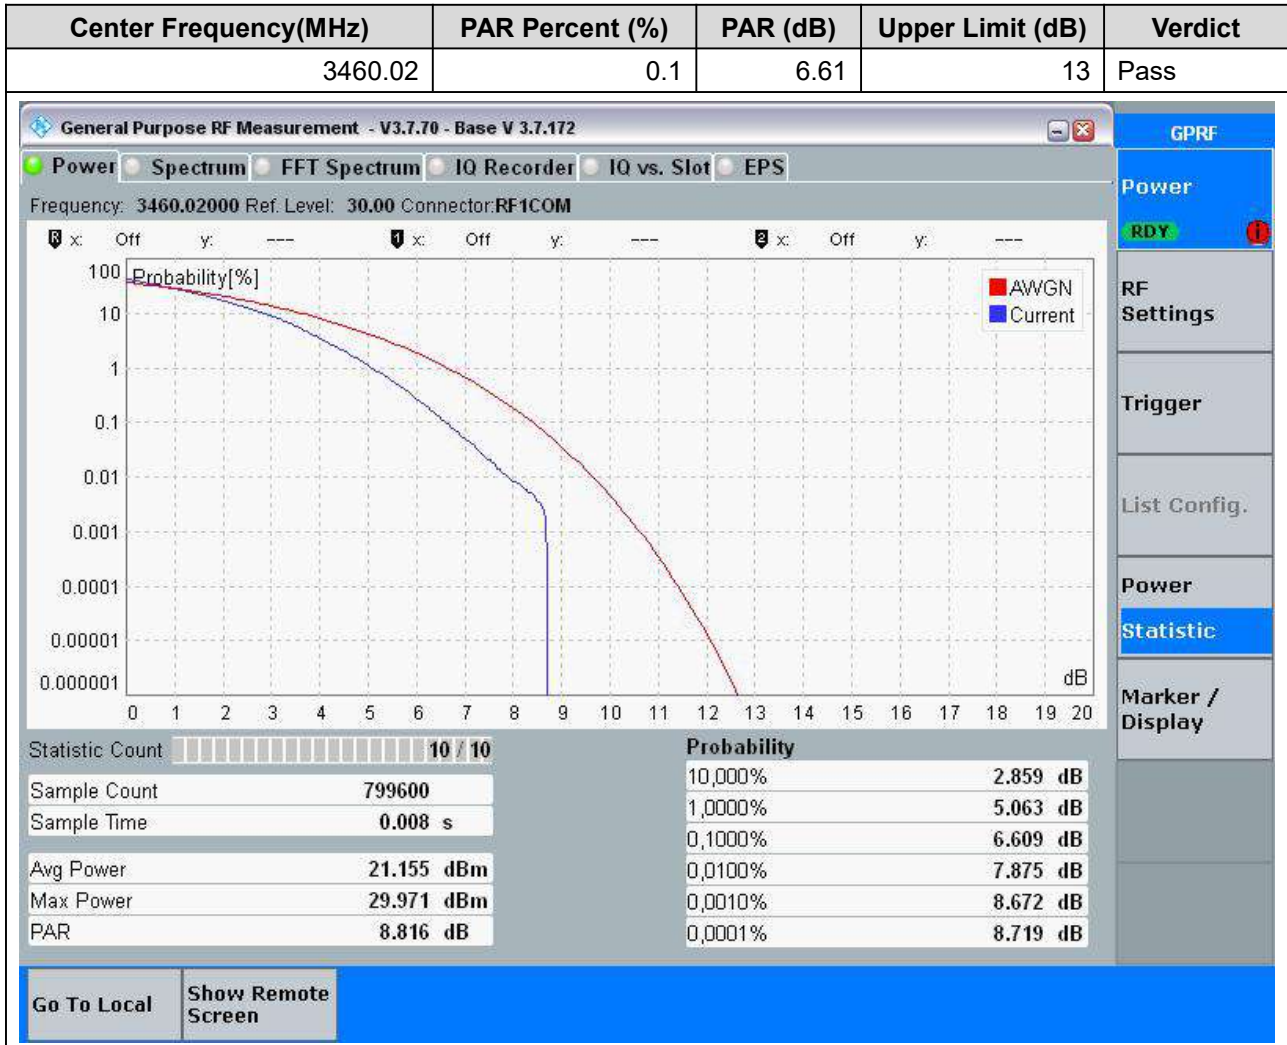 Center Frequency(MHz) PAR Percent (%) PAR (dB) Upper Limit (dB) Verdict
3460.02 0.1 6.61 13 Pass
General Purpose RF Measurement - V3.7.70 - Base V 3.7.172
GPRF
Power Spectrum FFT Spectrum IQ Recorder IQ vs. Slot EPS
Frequency: 3460.02000 Ref. Level: 30.00 Connector:RF1COM
R x: Off y: --- 1 x: Off y: --- 2 x: Off y: ---
Probability[%]
100
10
1
0.1
0.01
0.001
0.0001
0.00001
0.000001
AWGN
Current
dB
0 1 2 3 4 5 6 7 8 9 10 11 12 13 14 15 16 17 18 19 20
Statistic Count 10 / 10
Sample Count 799600
Sample Time 0.008 s
Avg Power 21.155 dBm
Max Power 29.971 dBm
PAR 8.816 dB
Probability
10,000% 2.859 dB
1,0000% 5.063 dB
0,1000% 6.609 dB
0,0100% 7.875 dB
0,0010% 8.672 dB
0,0001% 8.719 dB
Power
RDY
RF
Settings
Trigger
List Config.
Power
Statistic
Marker /
Display
Go To Local
Show Remote
Screen